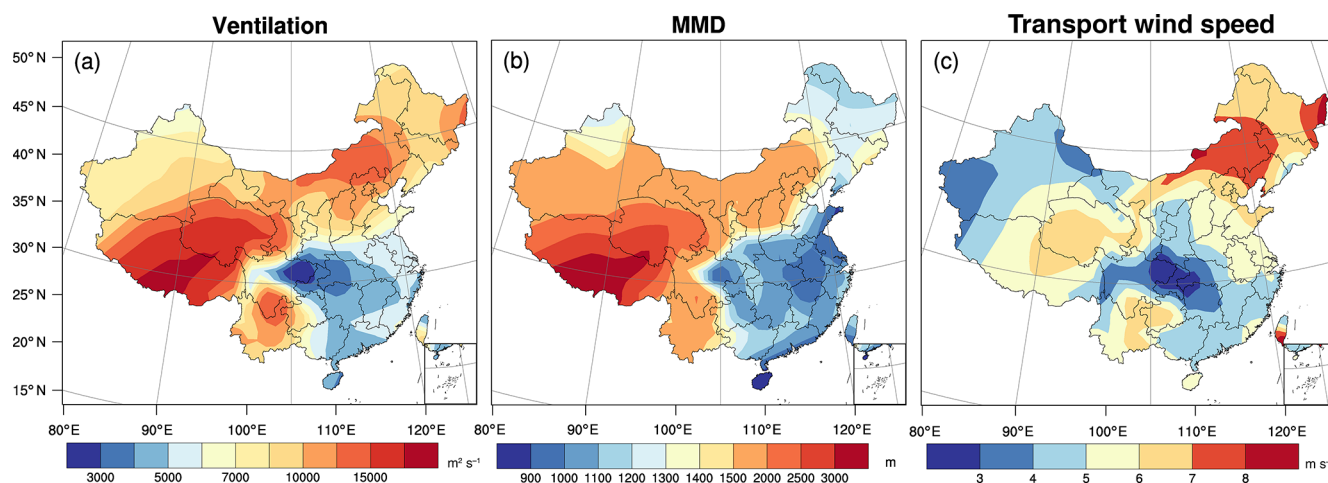 Ventilation
MMD
Transport wind speed
(a)
(b)
(c)
50° N
45° N
40° N
35° N
30° N
25° N
20° N
15° N
80°E 90°E 100°E 110°E 120°E
80°E 90°E 100°E 110°E 120°E
80°E 90°E 100°E 110°E 120°E
3000 5000 7000 10000 15000 m² s⁻¹
900 1000 1100 1200 1300 1400 1500 2000 2500 3000 m
3 4 5 6 7 8 m s